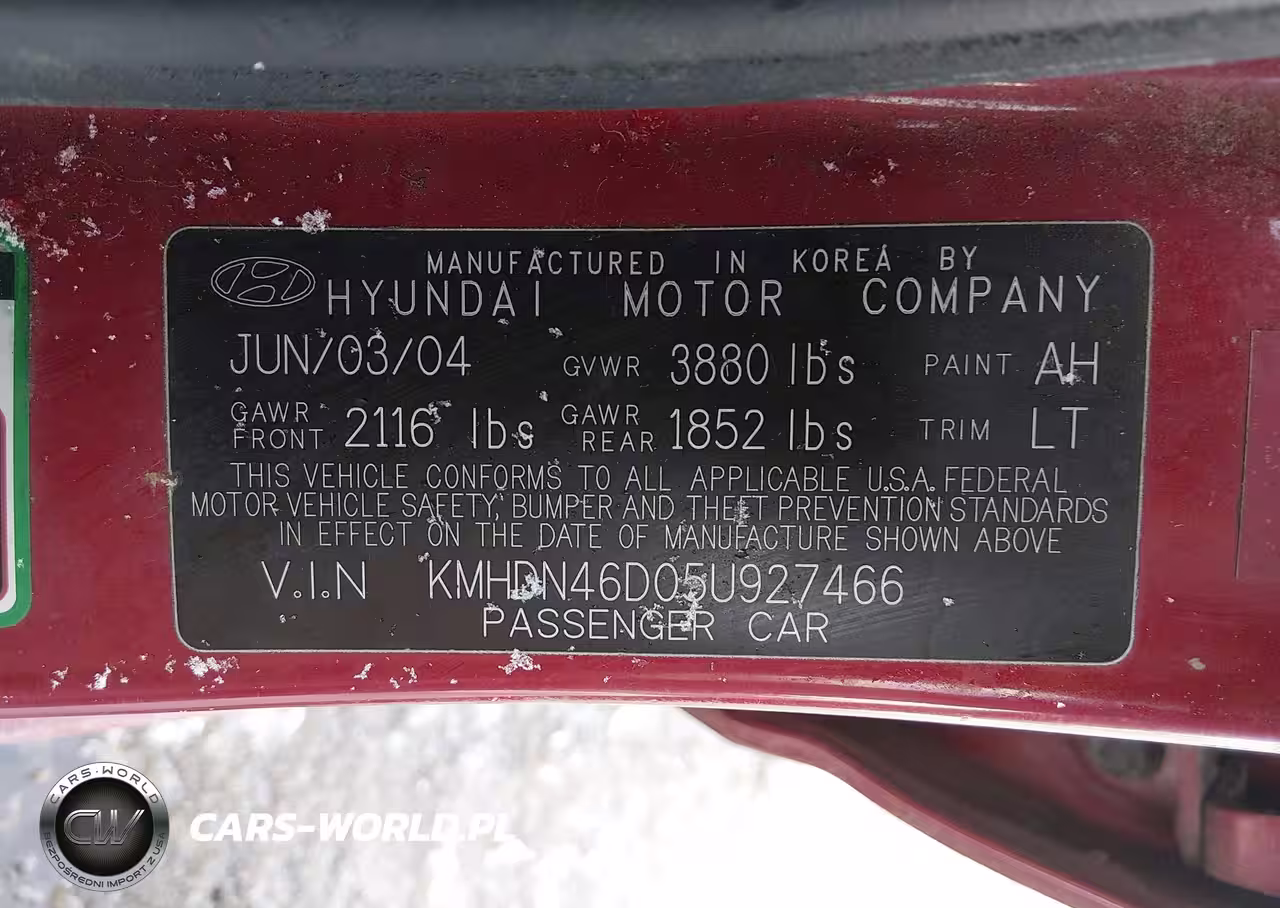 MANUFACTURED IN KOREA BY
HYUNDAI MOTOR COMPANY
JUN/03/04 GVWR 3880 lbs PAINT AH
GAWR FRONT 2116 lbs GAWR REAR 1852 lbs TRIM LT
THIS VEHICLE CONFORMS TO ALL APPLICABLE U.S.A. FEDERAL
MOTOR VEHICLE SAFETY, BUMPER AND THEFT PREVENTION STANDARDS
IN EFFECT ON THE DATE OF MANUFACTURE SHOWN ABOVE
V.I.N KMHDN46D05U927466
PASSENGER CAR
CARS-WORLD
CW
BEZPOŚREDNI IMPORT Z USA
CARS-WORLD.PL